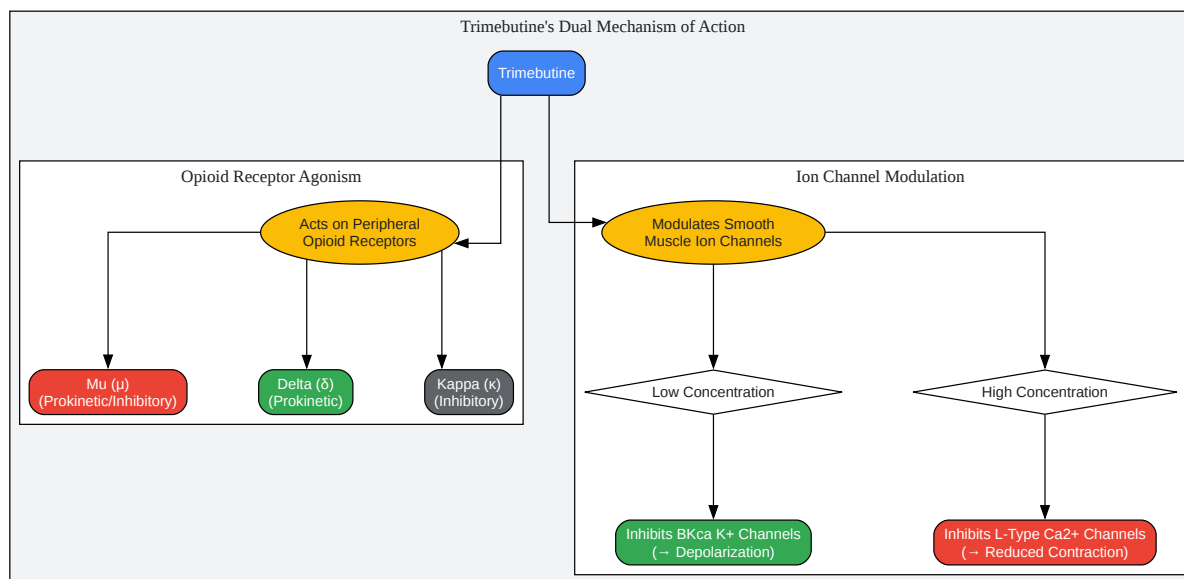 Trimebutine's Dual Mechanism of Action
Trimebutine
Opioid Receptor Agonism
Acts on Peripheral
Opioid Receptors
Mu (μ)
(Prokinetic/Inhibitory)
Delta (δ)
(Prokinetic)
Kappa (κ)
(Inhibitory)
Ion Channel Modulation
Modulates Smooth
Muscle Ion Channels
Low Concentration
High Concentration
Inhibits BKca K+ Channels
(→ Depolarization)
Inhibits L-Type Ca2+ Channels
(→ Reduced Contraction)